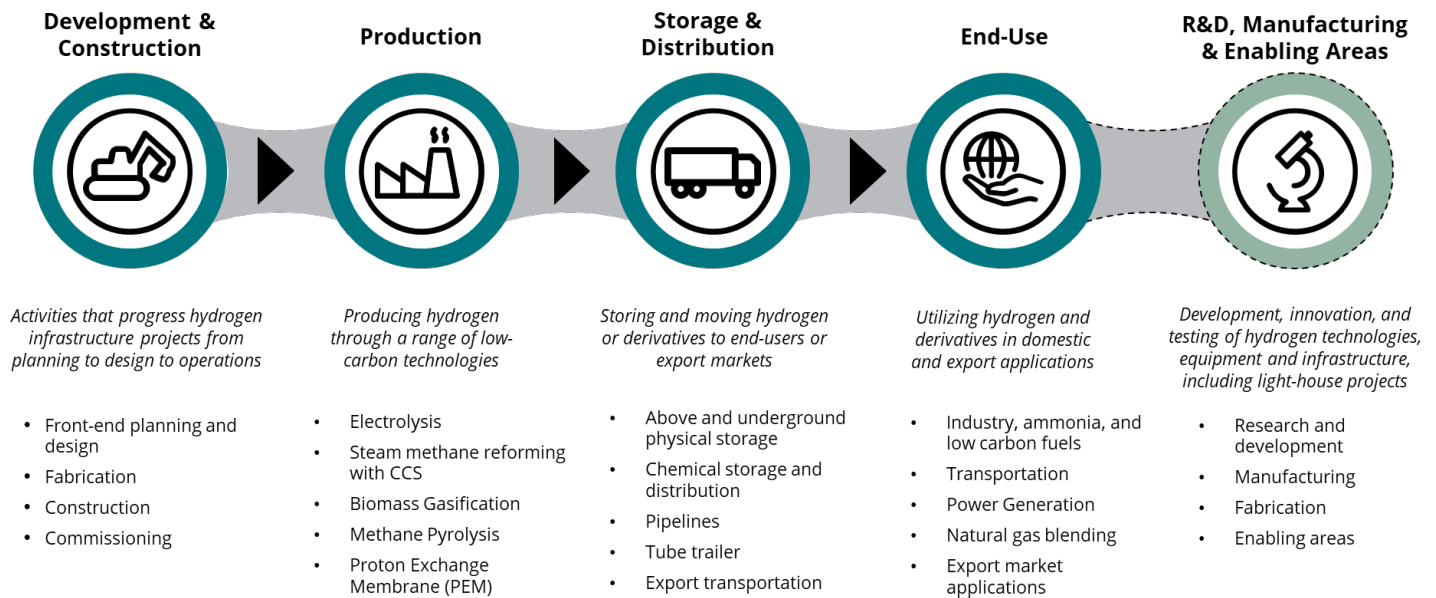 Development &
Construction
Production
Storage &
Distribution
End-Use
R&D, Manufacturing
& Enabling Areas
Activities that progress hydrogen
infrastructure projects from
planning to design to operations
Producing hydrogen
through a range of low-
carbon technologies
Storing and moving hydrogen
or derivatives to end-users or
export markets
Utilizing hydrogen and
derivatives in domestic
and export applications
Development, innovation, and
testing of hydrogen technologies,
equipment and infrastructure,
including light-house projects
• Front-end planning and
design
• Fabrication
• Construction
• Commissioning
• Electrolysis
• Steam methane reforming
with CCS
• Biomass Gasification
• Methane Pyrolysis
• Proton Exchange
Membrane (PEM)
• Above and underground
physical storage
• Chemical storage and
distribution
• Pipelines
• Tube trailer
• Export transportation
• Industry, ammonia, and
low carbon fuels
• Transportation
• Power Generation
• Natural gas blending
• Export market
applications
• Research and
development
• Manufacturing
• Fabrication
• Enabling areas